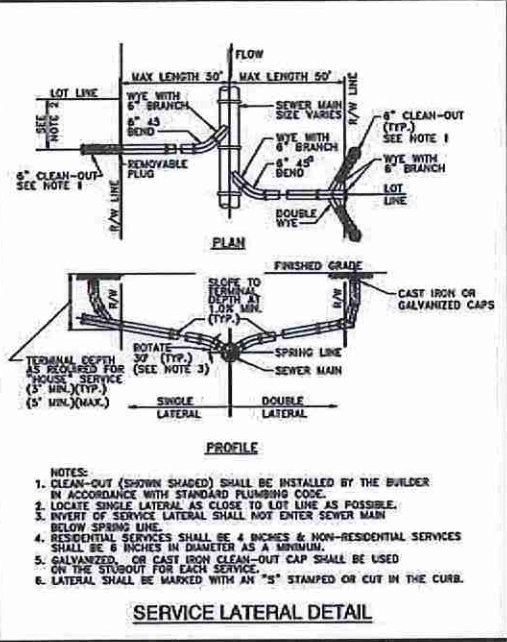 FLOW
MAX LENGTH 50' MAX LENGTH 50'
LOT LINE
WYE WITH
6" BRANCH
6" 45
BEND
SEE
NOTE 2
SEWER MAIN
SIZE VARIES
R/W LINE
6" CLEAN-OUT
(TYP.)
SEE NOTE 1
WYE WITH
6" BRANCH
6" 45°
BEND
WYE WITH
6" BRANCH
6" CLEAN-OUT
SEE NOTE 1
REMOVABLE
PLUG
R/W LINE
LOT
LINE
DOUBLE
WYE
PLAN
FINISHED GRADE
R/W
SLOPE TO
TERMINAL
DEPTH AT
1.0% MIN.
(TYP.)
R/W
CAST IRON OR
GALVANIZED CAPS
TERMINAL DEPTH
AS REQUIRED FOR
"HOUSE" SERVICE
(3' MIN.)(TYP.)
(5' MIN.)(MAX.)
ROTATE
30° (TYP.)
(SEE NOTE 3)
SPRING LINE
SEWER MAIN
SINGLE
LATERAL
DOUBLE
LATERAL
PROFILE
NOTES:
1. CLEAN-OUT (SHOWN SHADED) SHALL BE INSTALLED BY THE BUILDER
IN ACCORDANCE WITH STANDARD PLUMBING CODE.
2. LOCATE SINGLE LATERAL AS CLOSE TO LOT LINE AS POSSIBLE.
3. INVERT OF SERVICE LATERAL SHALL NOT ENTER SEWER MAIN
BELOW SPRING LINE.
4. RESIDENTIAL SERVICES SHALL BE 4 INCHES & NON-RESIDENTIAL SERVICES
SHALL BE 6 INCHES IN DIAMETER AS A MINIMUM.
5. GALVANIZED, OR CAST IRON CLEAN-OUT CAP SHALL BE USED
ON THE STUBOUT FOR EACH SERVICE.
6. LATERAL SHALL BE MARKED WITH AN "S" STAMPED OR CUT IN THE CURB.
SERVICE LATERAL DETAIL